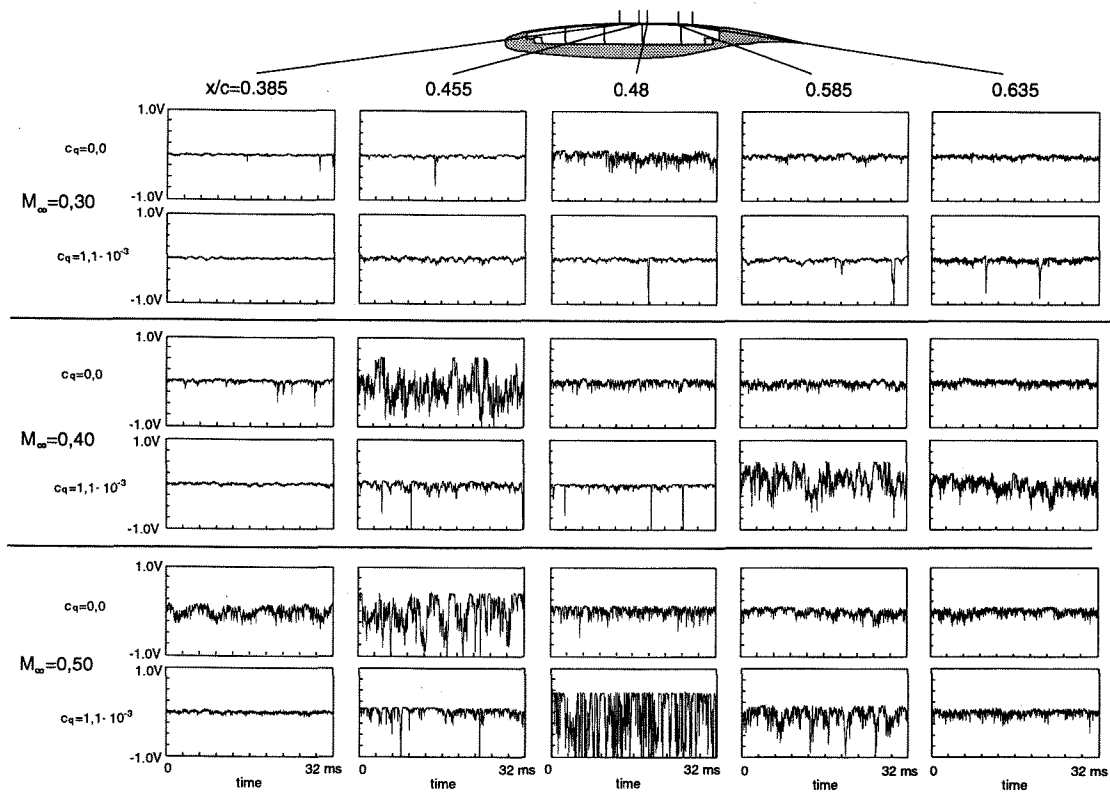 x/c=0.385 0.455 0.48 0.585 0.635
1.0V
cq=0,0
-1.0V
M∞=0,30
1.0V
cq=1,1·10⁻³
-1.0V
1.0V
cq=0,0
-1.0V
M∞=0,40
1.0V
cq=1,1·10⁻³
-1.0V
1.0V
cq=0,0
-1.0V
M∞=0,50
1.0V
cq=1,1·10⁻³
-1.0V
0 32 ms 0 32 ms 0 32 ms 0 32 ms 0 32 ms
time time time time time